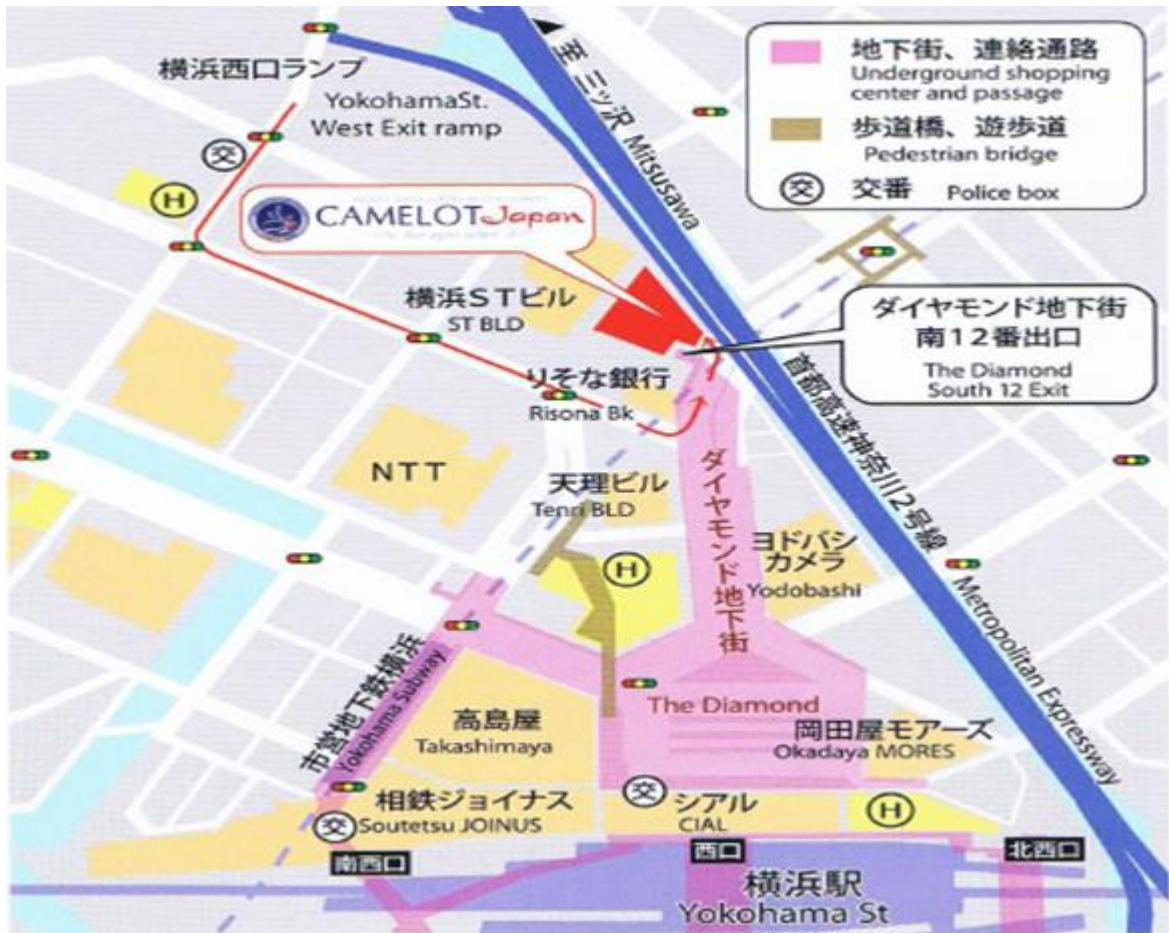 横浜西口ランプ
YokohamaSt.
West Exit ramp
至 三ッ沢 Mitsusawa
地下街、連絡通路
Underground shopping
center and passage
歩道橋、遊歩道
Pedestrian bridge
交 交番 Police box
交
H
CAMELOT Japan
横浜STビル
ST BLD
ダイヤモンド地下街
南12番出口
The Diamond
South 12 Exit
りそな銀行
Risona Bk
首都高速神奈川2号線
Metropolitan Expressway
NTT
天理ビル
Tenri BLD
ダイヤモンド地下街
H
ヨドバシ
カメラ
Yodobashi
市営地下鉄横浜
Yokohama Subway
高島屋
Takashimaya
The Diamond
岡田屋モアーズ
Okadaya MORES
相鉄ジョイナス
交 Soutetsu JOINUS
交 シアル
CIAL
H
南西口
西口
北西口
横浜駅
Yokohama St